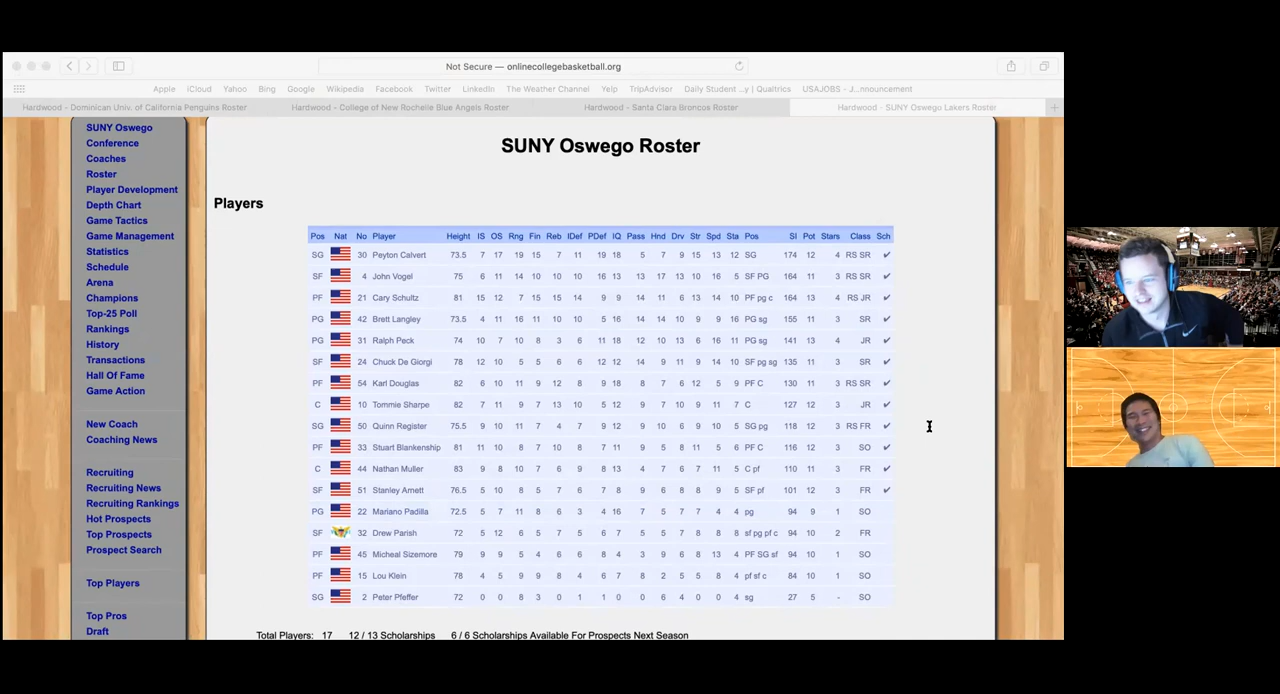 Not Secure — onlinecollegebasketball.org
Apple iCloud Yahoo Bing Google Wikipedia Facebook Twitter LinkedIn The Weather Channel Yelp TripAdvisor Daily Student ...y | Qualtrics USAJOBS - J...nnouncement
Hardwood - Dominican Univ. of California Penguins Roster Hardwood - College of New Rochelle Blue Angels Roster Hardwood - Santa Clara Broncos Roster Hardwood - SUNY Oswego Lakers Roster
SUNY Oswego
Conference
Coaches
Roster
Player Development
Depth Chart
Game Tactics
Game Management
Statistics
Schedule
Arena
Champions
Top-25 Poll
Rankings
History
Transactions
Hall Of Fame
Game Action
New Coach
Coaching News
Recruiting
Recruiting News
Recruiting Rankings
Hot Prospects
Top Prospects
Prospect Search
Top Players
Top Pros
Draft
SUNY Oswego Roster
Players
Pos Nat No Player Height IS OS Rng Fin Reb IDef PDef IQ Pass Hnd Drv Str Spd Sta Pos SI Pot Stars Class Sch
SG 30 Peyton Calvert 73.5 7 17 10 15 7 11 19 18 5 7 9 15 13 12 SG 174 12 4 RS SR ✔
SF 4 John Vogel 75 6 11 14 10 10 10 16 13 13 17 13 10 16 5 SF PG 164 11 3 RS SR ✔
PF 21 Cary Schultz 81 15 12 7 15 15 14 9 9 14 11 6 13 14 10 PF pg c 164 13 4 RS JR ✔
PG 42 Brett Langley 73.5 4 11 16 11 10 10 5 16 14 14 10 9 9 16 PG sg 155 11 3 SR ✔
PG 31 Ralph Peck 74 10 7 10 8 8 6 11 18 12 10 13 6 16 11 PG sg 141 13 4 JR ✔
SF 24 Chuck De Giorgi 78 12 10 5 5 6 6 12 12 14 9 11 9 14 10 SF pg sg 135 11 3 SR ✔
PF 54 Karl Douglas 82 6 10 11 9 12 8 9 18 8 7 6 12 5 9 PF C 130 11 3 RS SR ✔
C 10 Tommie Sharpe 82 7 11 9 7 13 10 5 12 9 7 10 9 11 7 C 127 12 3 JR ✔
SG 50 Quinn Register 75.5 9 10 11 7 4 7 9 12 9 10 6 9 10 5 SG pg 118 12 3 RS FR ✔
PF 33 Stuart Blankenship 81 11 10 8 7 10 8 7 11 9 5 8 11 5 6 PF C 116 12 3 SO ✔
C 44 Nathan Muller 83 9 8 10 7 6 9 8 13 4 7 6 7 11 5 C pf 110 11 3 FR ✔
SF 51 Stanley Arnett 76.5 5 10 8 5 7 6 7 8 9 6 8 8 9 5 SF pf 101 12 3 FR ✔
PG 22 Mariano Padilla 72.5 5 7 11 8 6 3 4 16 7 5 7 7 4 4 pg 94 9 1 SO
SF 32 Drew Parish 72 5 12 6 5 7 5 6 7 5 7 8 8 8 5 sf pg pf c 94 10 2 FR
PF 45 Micheal Sizemore 79 9 9 5 4 6 6 8 4 3 9 6 8 13 4 PF SG sf 94 10 1 SO
PF 15 Lou Klein 78 4 5 9 9 8 4 6 7 8 2 5 5 8 4 pf sf c 84 10 1 SO
SG 2 Peter Pfeffer 72 0 0 8 3 0 1 1 0 0 6 4 0 0 4 sg 27 5 - SO
Total Players: 17 12 / 13 Scholarships 6 / 6 Scholarships Available For Prospects Next Season